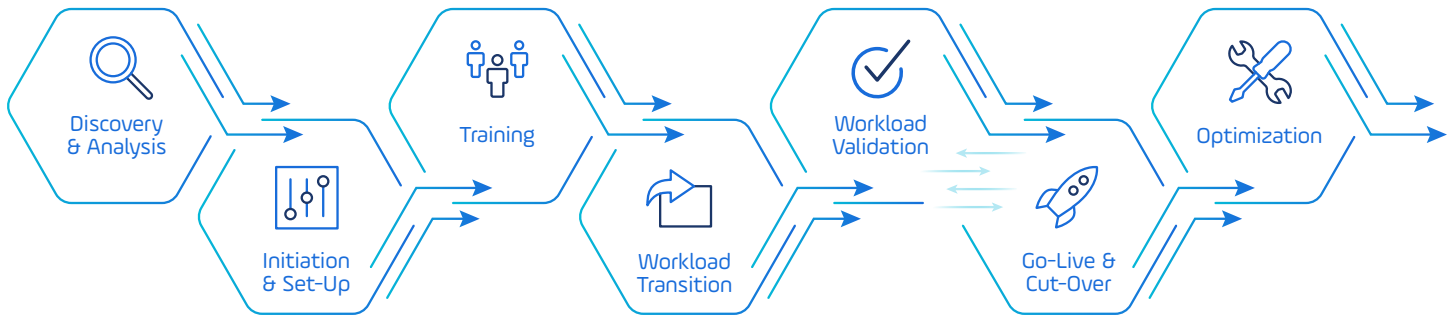 Discovery
& Analysis
Initiation
& Set-Up
Training
Workload
Transition
Workload
Validation
Go-Live &
Cut-Over
Optimization